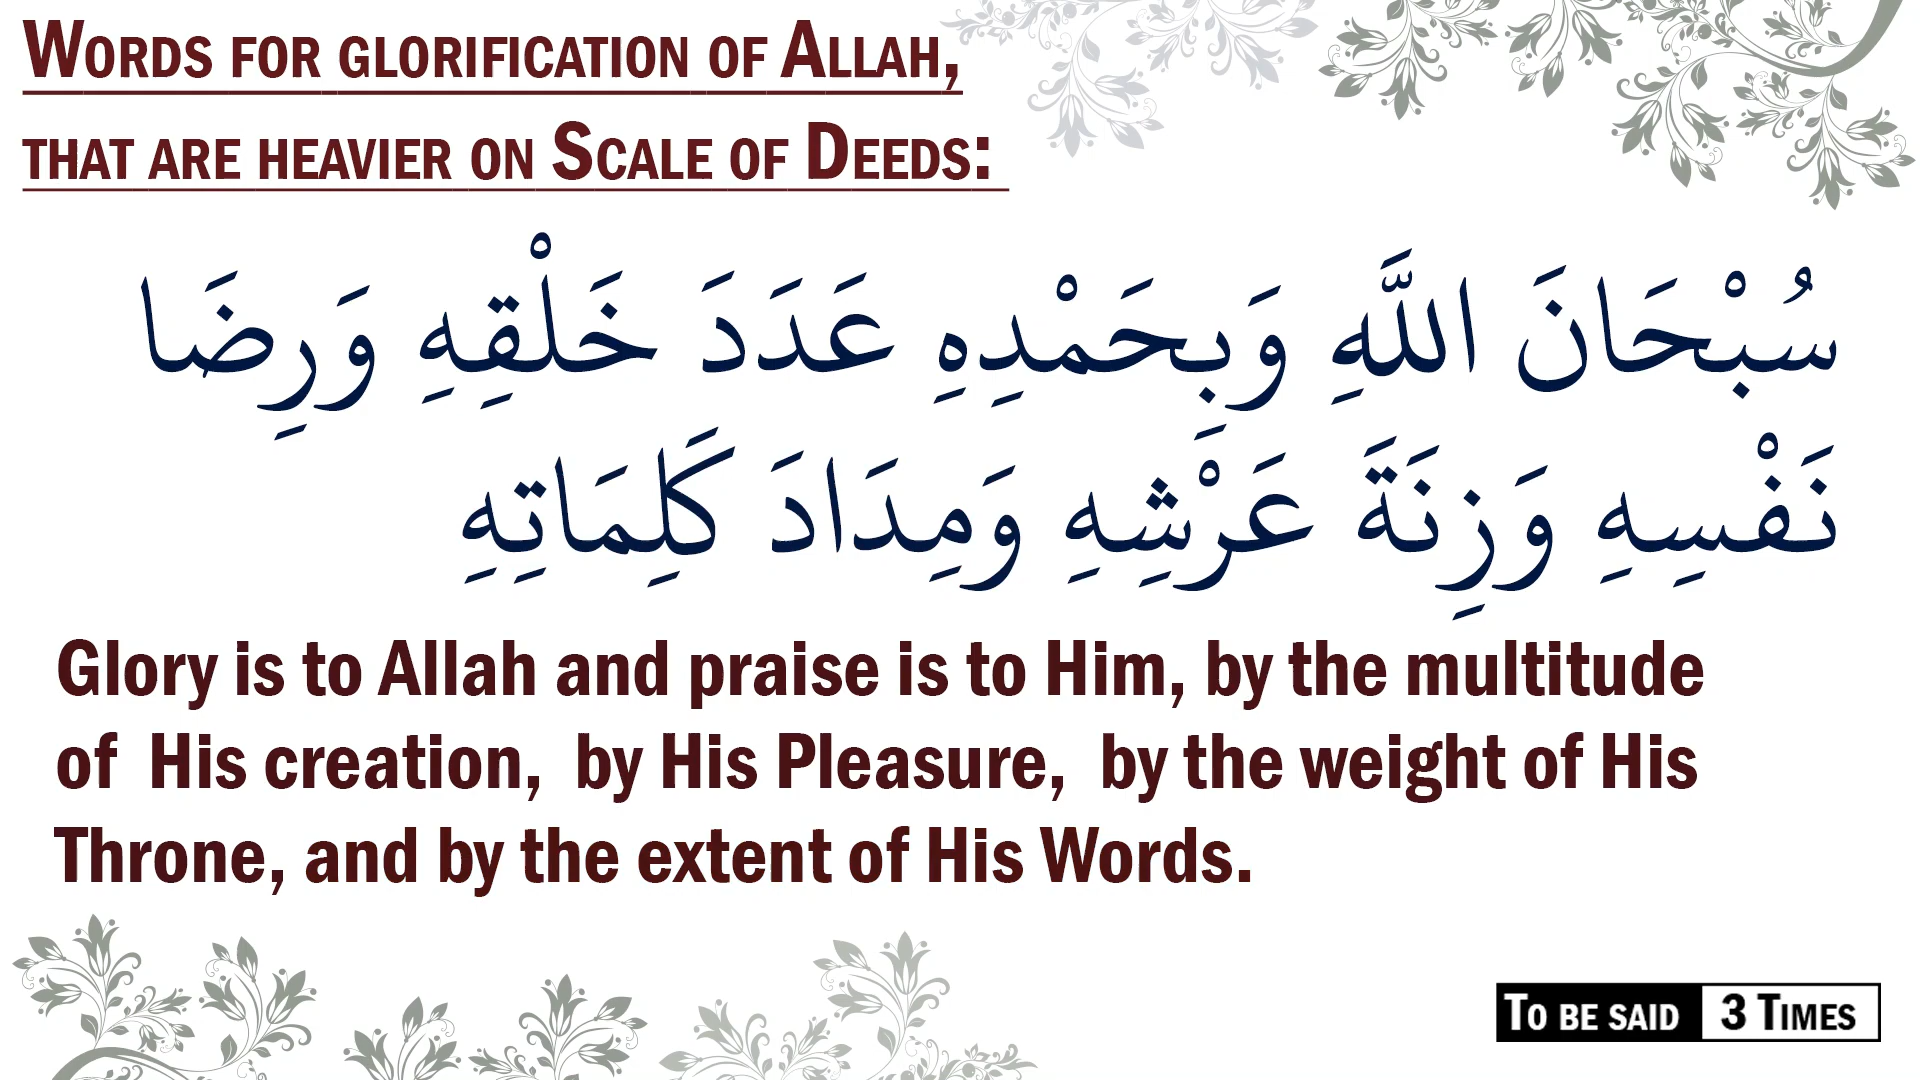 Words for glorification of Allah,
that are heavier on Scale of Deeds:
سُبْحَانَ اللَّهِ وَبِحَمْدِهِ عَدَدَ خَلْقِهِ وَرِضَا
نَفْسِهِ وَزِنَةَ عَرْشِهِ وَمِدَادَ كَلِمَاتِهِ
Glory is to Allah and praise is to Him, by the multitude
of His creation, by His Pleasure, by the weight of His
Throne, and by the extent of His Words.
To be said 3 Times